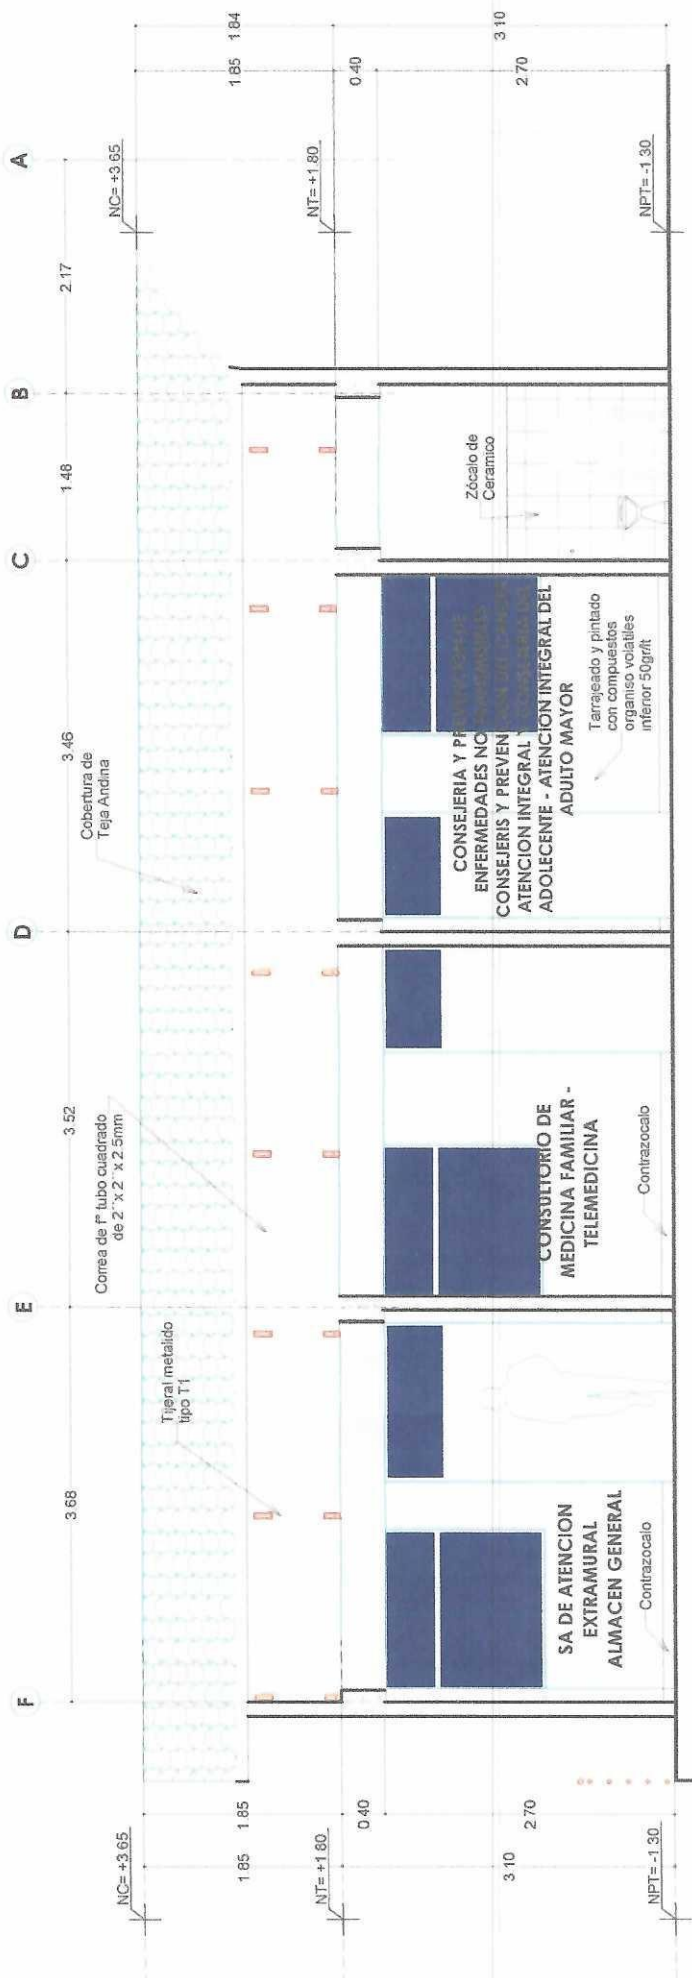 F
E
D
C
B
A
3.68
3.52
3.46
1.48
2.17
NC= +3.65
NC= +3.65
1.85
1.85
1.85
1.84
NT= +1.80
NT= +1.80
0.40
0.40
3.10
2.70
3.10
2.70
NPT= -1.30
NPT= -1.30
Tijeral metalido
tipo T1
Correa de f° tubo cuadrado
de 2´´x 2´´x 2.5mm
Cobertura de
Teja Andina
SA DE ATENCION
EXTRAMURAL
ALMACEN GENERAL
Contrazocalo
CONSULTORIO DE
MEDICINA FAMILIAR -
TELEMEDICINA
Contrazocalo
CONSEJERIA Y
ENFERMEDADES
CONSEJERIS Y
ATENCION INTEGRAL
ADOLECENTE - ATENCION INTEGRAL DEL
ADULTO MAYOR
Tarrajeado y pintado
con compuestos
organiso volatiles
inferior 50gr/lt
Zócalo de
Ceramico